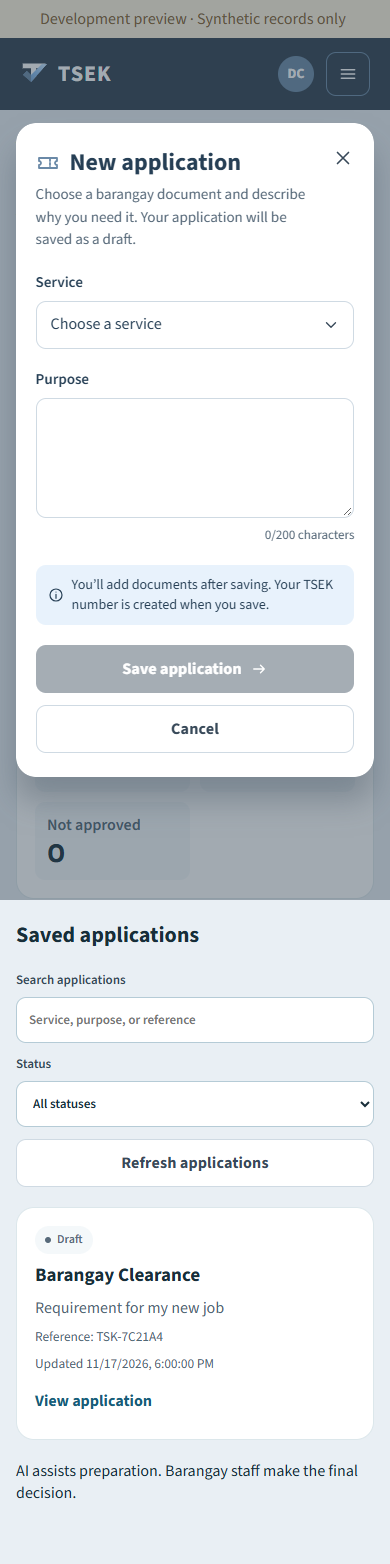 Development preview · Synthetic records only
TSEK
DC
New application
Choose a barangay document and describe
why you need it. Your application will be
saved as a draft.
Service
Choose a service
Purpose
0/200 characters
You’ll add documents after saving. Your TSEK
number is created when you save.
Save application →
Cancel
Not approved
0
Saved applications
Search applications
Service, purpose, or reference
Status
All statuses
Refresh applications
Draft
Barangay Clearance
Requirement for my new job
Reference: TSK-7C21A4
Updated 11/17/2026, 6:00:00 PM
View application
AI assists preparation. Barangay staff make the final
decision.